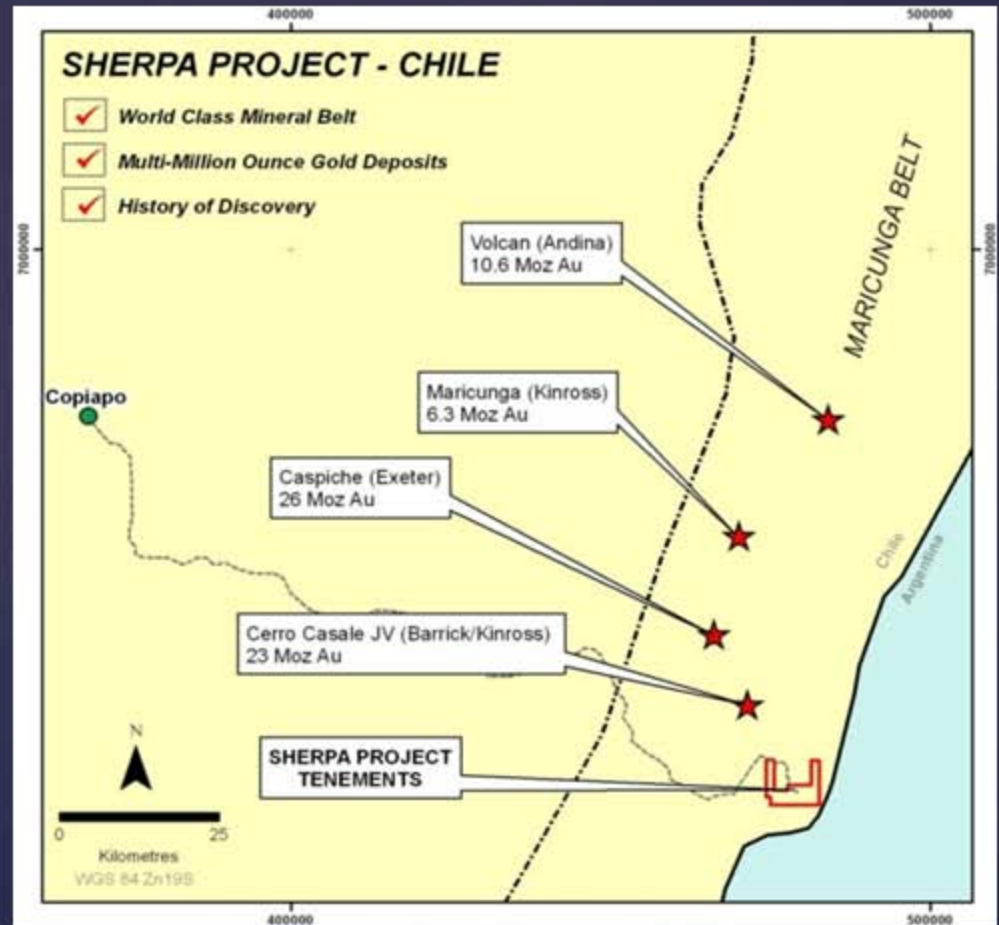 400000
500000
SHERPA PROJECT - CHILE
World Class Mineral Belt
Multi-Million Ounce Gold Deposits
History of Discovery
MARICUNGA BELT
7000000
7000000
Volcan (Andina)
10.6 Moz Au
Copiapo
Maricunga (Kinross)
6.3 Moz Au
Caspiche (Exeter)
26 Moz Au
Chile
Argentina
Cerro Casale JV (Barrick/Kinross)
23 Moz Au
N
SHERPA PROJECT
TENEMENTS
0 25
Kilometres
WGS 84 Zn19S
400000
500000